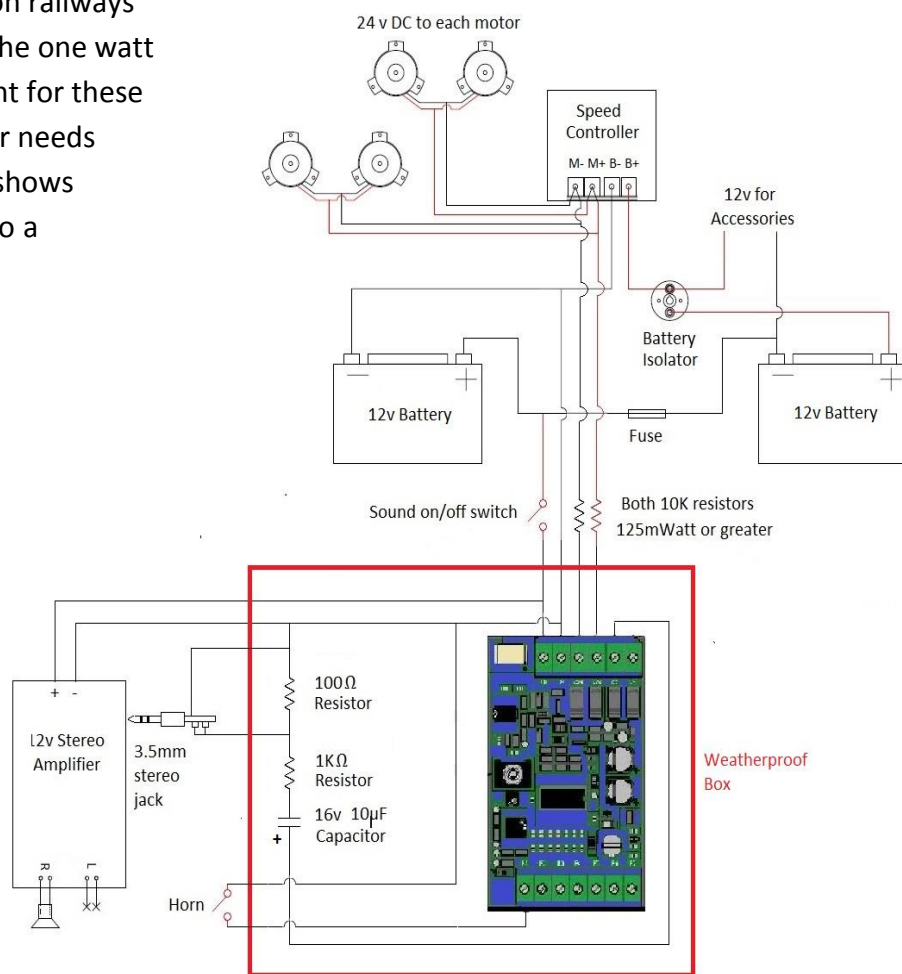 on railways
he one watt
nt for these
r needs
shows
o a
24 v DC to each motor
Speed
Controller
M- M+ B- B+
12v for
Accessories
Battery
Isolator
12v Battery
12v Battery
Fuse
Sound on/off switch
Both 10K resistors
125mWatt or greater
+ -
12v Stereo
Amplifier
3.5mm
stereo
jack
100Ω
Resistor
1KΩ
Resistor
16v 10µF
Capacitor
+
Weatherproof
Box
R L
Horn